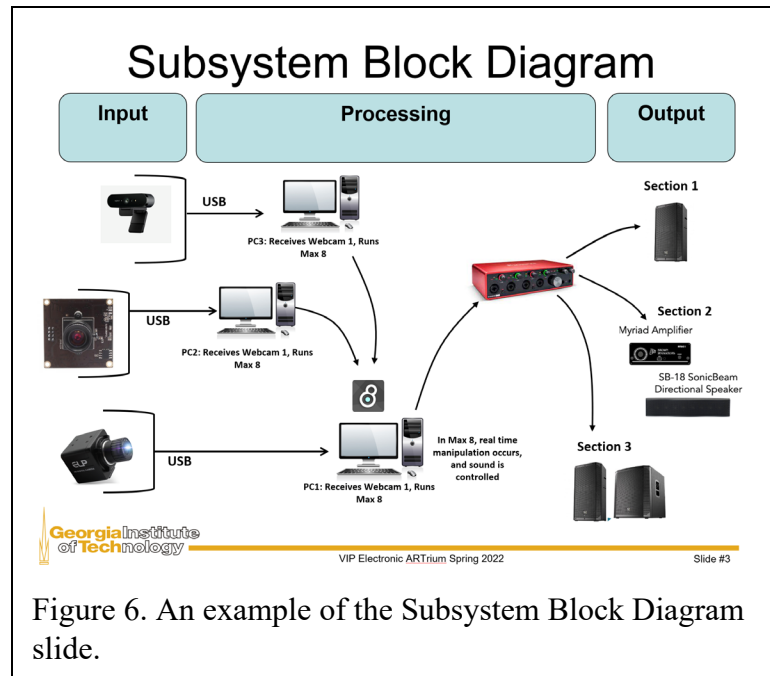 Subsystem Block Diagram
Input
Processing
Output
USB
PC3: Receives Webcam 1, Runs
Max 8
Section 1
USB
PC2: Receives Webcam 1, Runs
Max 8
Section 2
Myriad Amplifier
SB-18 SonicBeam
Directional Speaker
ELP
USB
PC1: Receives Webcam 1, Runs
Max 8
In Max 8, real time
manipulation occurs,
and sound is
controlled
Section 3
Georgia Institute
of Technology
VIP Electronic ARTrium Spring 2022
Slide #3
Figure 6. An example of the Subsystem Block Diagram
slide.